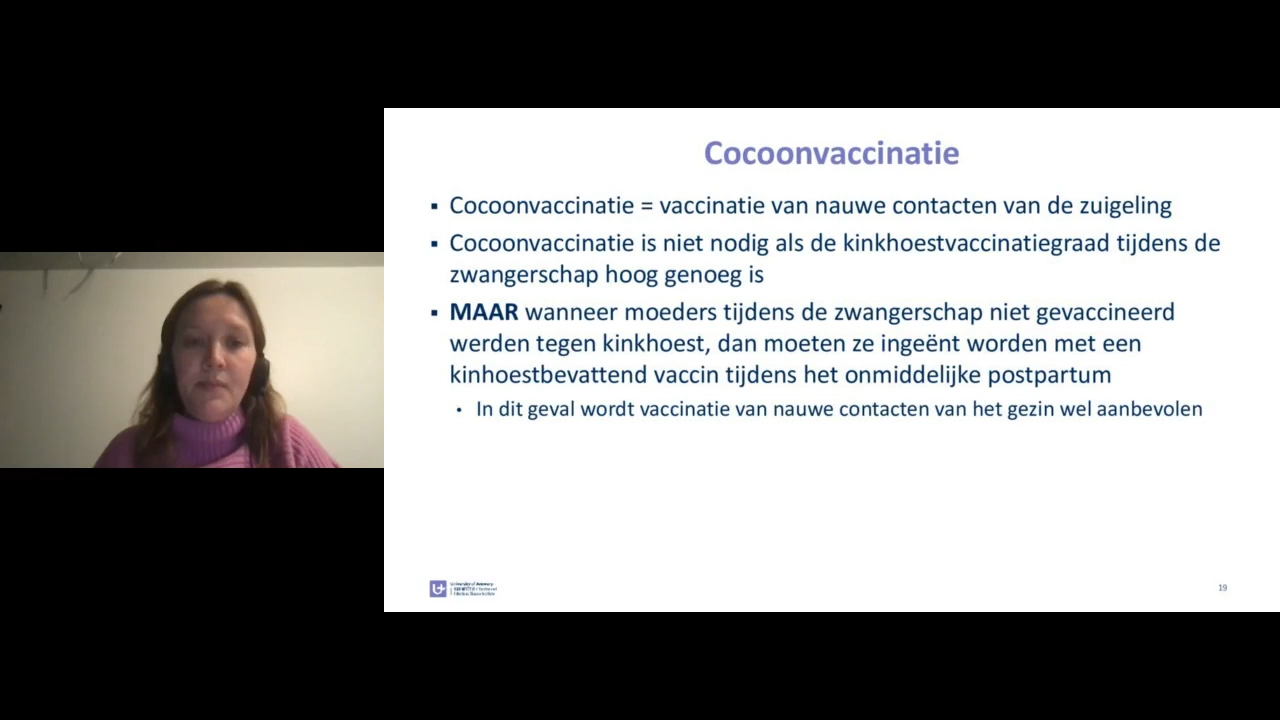 Cocoonvaccinatie
▪ Cocoonvaccinatie = vaccinatie van nauwe contacten van de zuigeling
▪ Cocoonvaccinatie is niet nodig als de kinkhoestvaccinatiegraad tijdens de
zwangerschap hoog genoeg is
▪ MAAR wanneer moeders tijdens de zwangerschap niet gevaccineerd
werden tegen kinkhoest, dan moeten ze ingeënt worden met een
kinhoestbevattend vaccin tijdens het onmiddelijke postpartum
• In dit geval wordt vaccinatie van nauwe contacten van het gezin wel aanbevolen
University of Antwerp
19